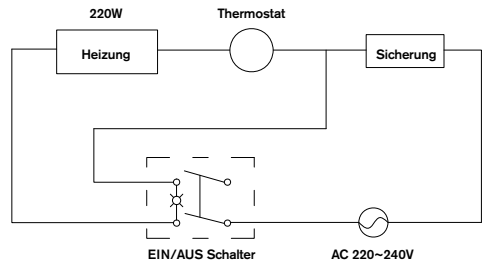 220W
Thermostat
Heizung
Sicherung
EIN/AUS Schalter
AC 220~240V